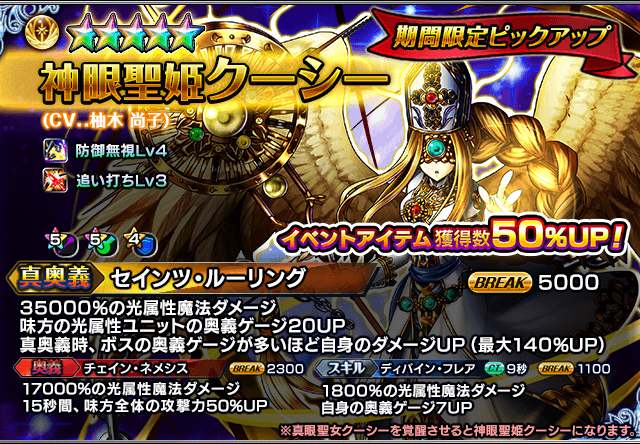 期間限定ピックアップ
神眼聖姫クーシー
(CV..柚木 尚子)
防御無視Lv4
追い打ちLv3
5 5 4
イベントアイテム獲得数50%UP!
真奥義 セインツ・ルーリング BREAK 5000
35000%の光属性魔法ダメージ
味方の光属性ユニットの奥義ゲージ20UP
真奥義時、ボスの奥義ゲージが多いほど自身のダメージUP(最大140%UP)
奥義 チェイン・ネメシス BREAK 2300
17000%の光属性魔法ダメージ
15秒間、味方全体の攻撃力50%UP
スキル ディバイン・フレア CT 9秒 BREAK 1100
1800%の光属性魔法ダメージ
自身の奥義ゲージ7UP
※真眼聖女クーシーを覚醒させると神眼聖姫クーシーになります。